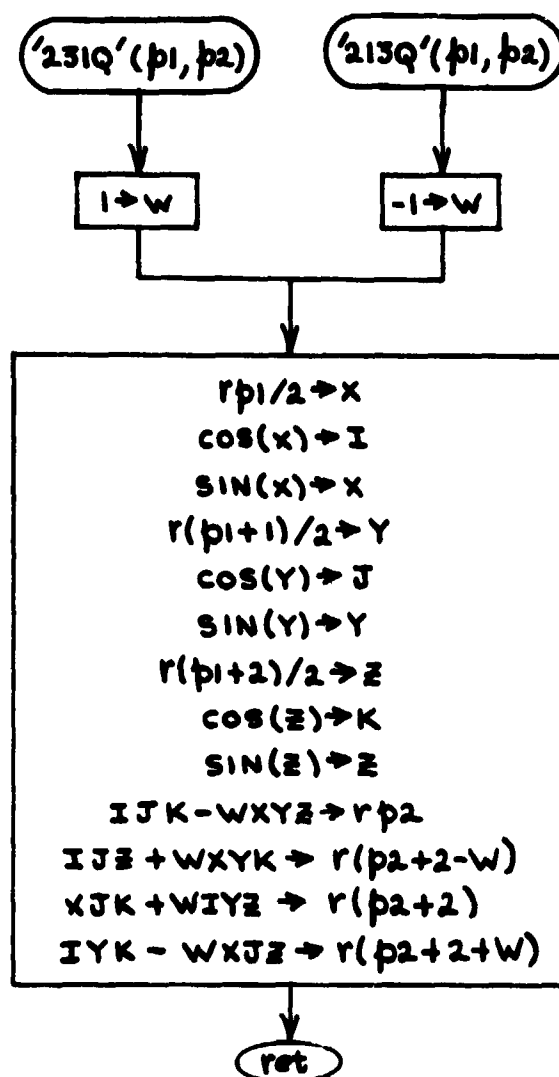 '231Q'(p1, p2)
'213Q'(p1, p2)
1→W
-1→W
rp1/2→X
cos(x)→I
SIN(x)→X
r(p1+1)/2→Y
cos(Y)→J
SIN(Y)→Y
r(p1+2)/2→Z
cos(Z)→K
SIN(Z)→Z
IJK-WXYZ→rp2
IJZ+WXYK→ r(p2+2-W)
XJK+WIYZ → r(p2+2)
IYK - WXJZ→r(p2+2+W)
ret